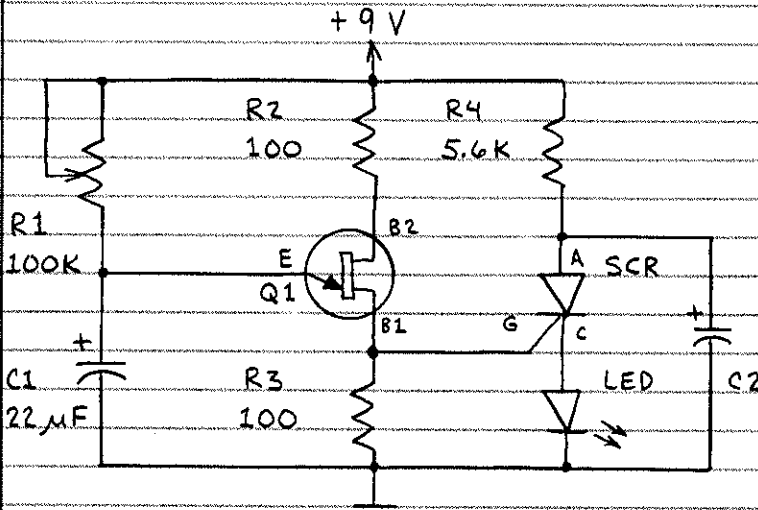 +9 V
R2
100
R4
5.6K
R1
100K
B2
E
Q1
A
SCR
B1
G
C
+
+
C1
22 µF
R3
100
LED
C2